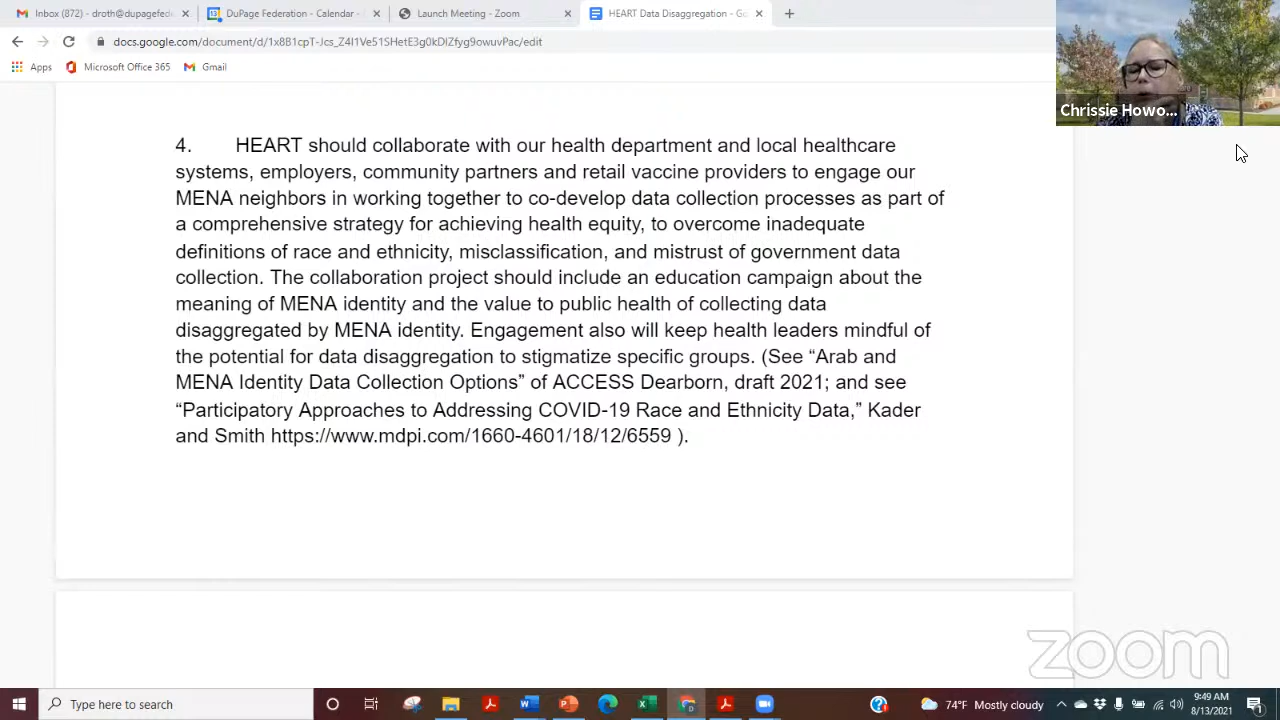 Inbox (872) - droth@dupagefede
DuPage Federation - Calendar -
Launch Meeting - Zoom
HEART Data Disaggregation - Go
docs.google.com/document/d/1x8B1cpT-Jcs_Z4I1Ve51SHetE3g0kDlZfyg9owuvPac/edit
Apps
Microsoft Office 365
Gmail
Chrissie Howo...
4. HEART should collaborate with our health department and local healthcare
systems, employers, community partners and retail vaccine providers to engage our
MENA neighbors in working together to co-develop data collection processes as part of
a comprehensive strategy for achieving health equity, to overcome inadequate
definitions of race and ethnicity, misclassification, and mistrust of government data
collection. The collaboration project should include an education campaign about the
meaning of MENA identity and the value to public health of collecting data
disaggregated by MENA identity. Engagement also will keep health leaders mindful of
the potential for data disaggregation to stigmatize specific groups. (See “Arab and
MENA Identity Data Collection Options” of ACCESS Dearborn, draft 2021; and see
“Participatory Approaches to Addressing COVID-19 Race and Ethnicity Data,” Kader
and Smith https://www.mdpi.com/1660-4601/18/12/6559 ).
zoom
Type here to search
74°F Mostly cloudy
9:49 AM
8/13/2021